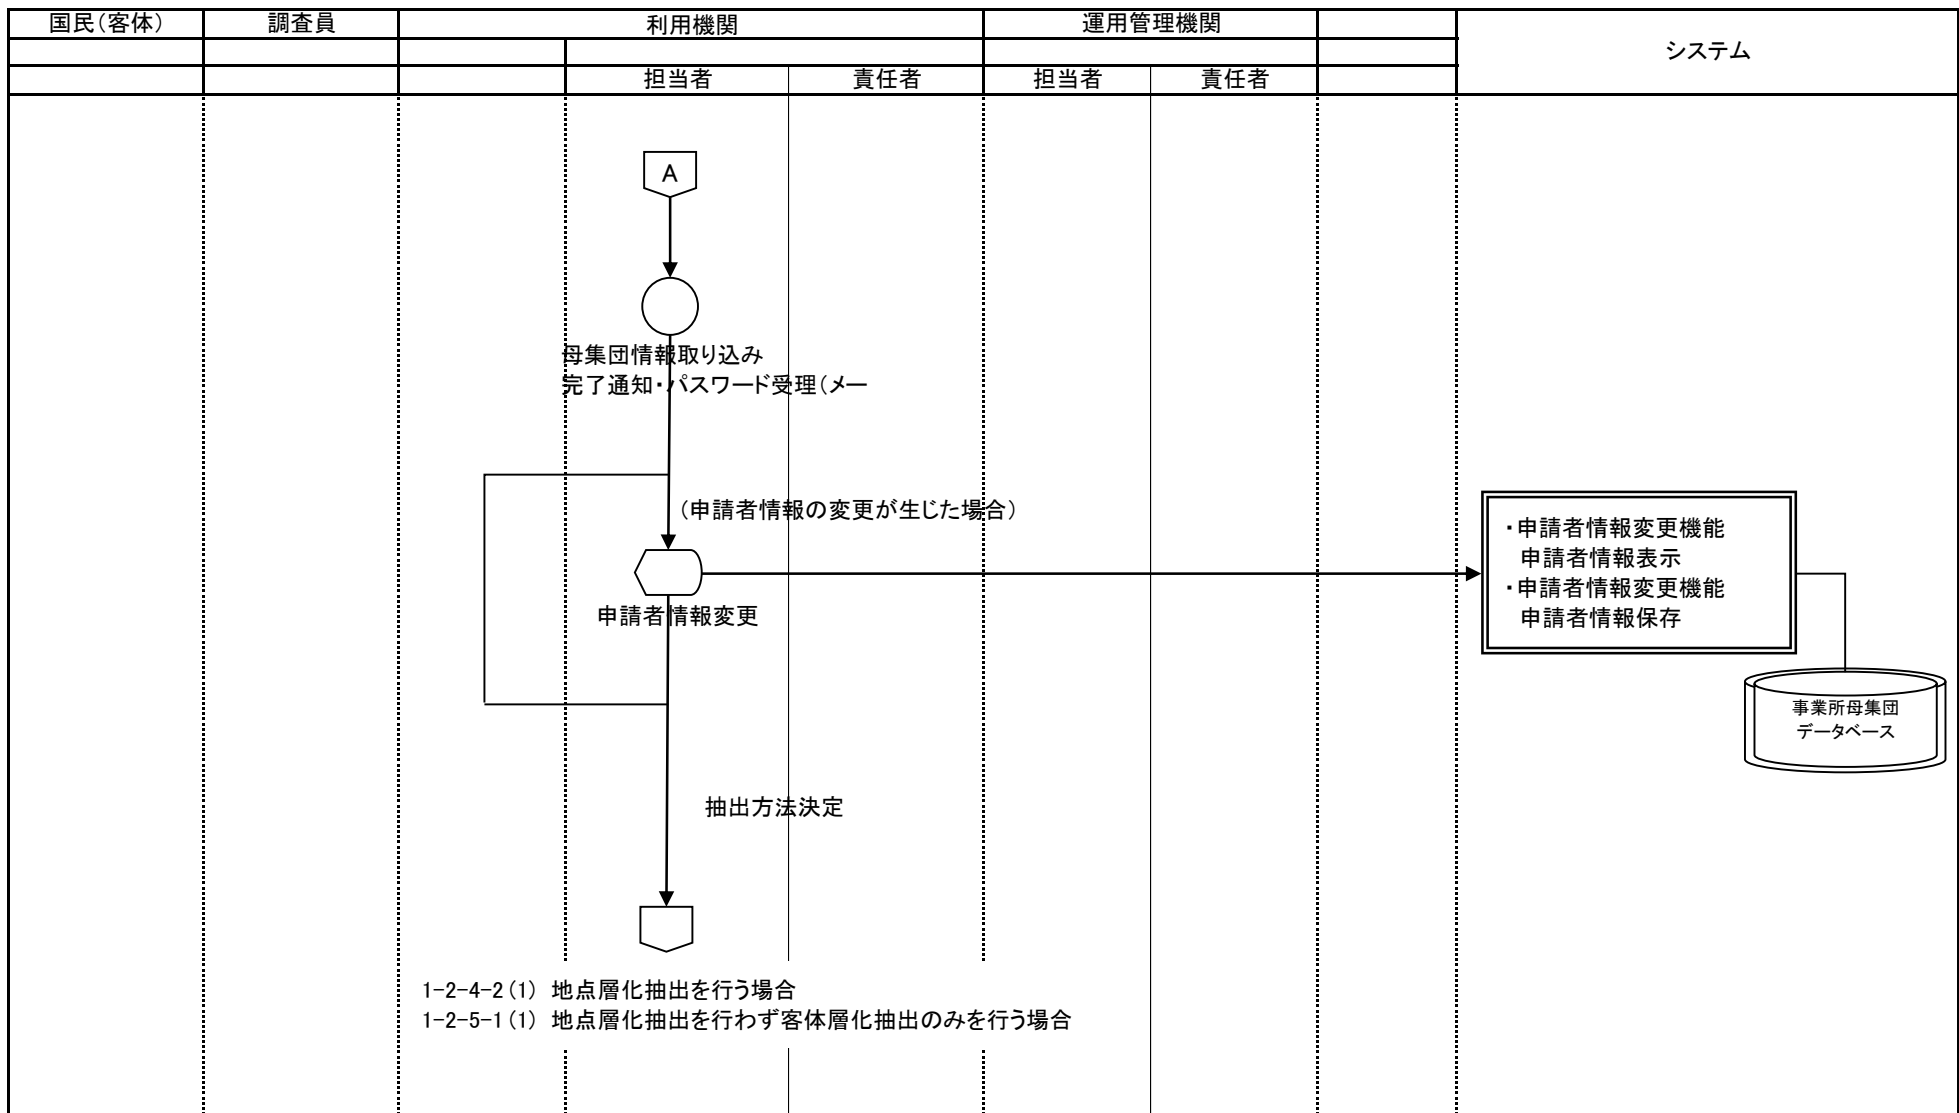 国民（客体）
調査員
利用機関
運用管理機関
システム
担当者
責任者
担当者
責任者
A
母集団情報取り込み
完了通知・パスワード受理（メー
（申請者情報の変更が生じた場合）
・申請者情報変更機能
申請者情報表示
・申請者情報変更機能
申請者情報保存
申請者情報変更
事業所母集団
データベース
抽出方法決定
1-2-4-2(1) 地点層化抽出を行う場合
1-2-5-1(1) 地点層化抽出を行わず客体層化抽出のみを行う場合